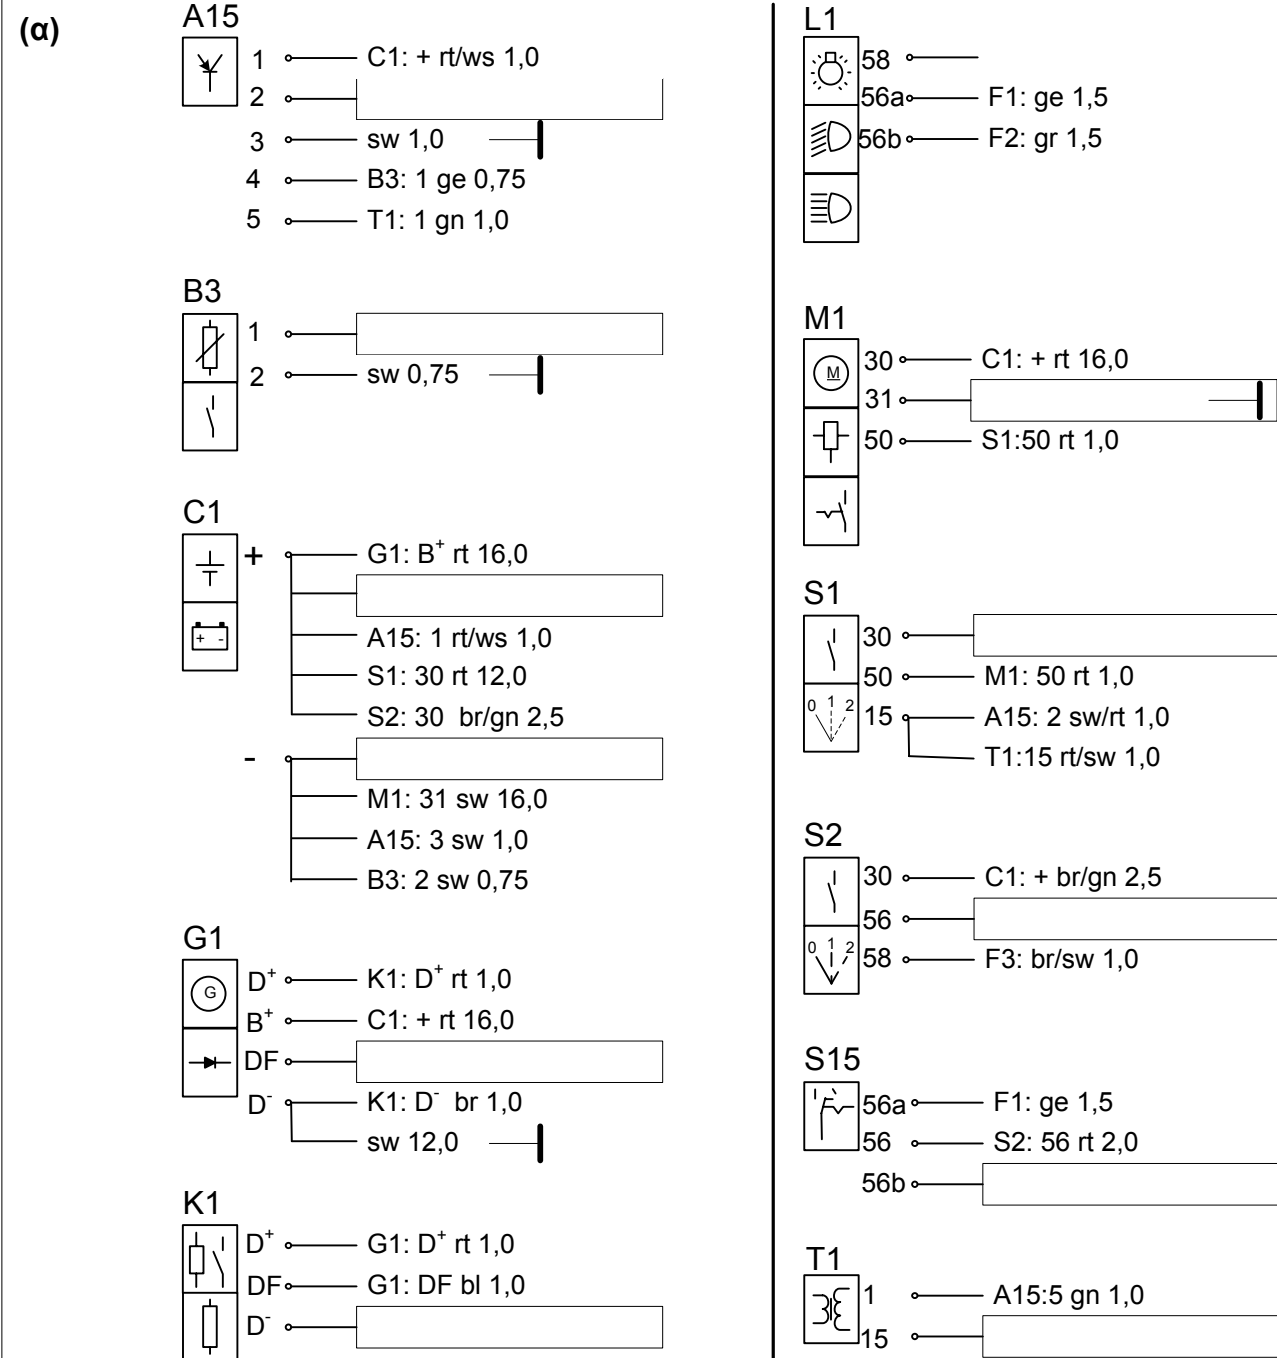 (α)
A15
1 C1: + rt/ws 1,0
2
3 sw 1,0
4 B3: 1 ge 0,75
5 T1: 1 gn 1,0
B3
1
2 sw 0,75
C1
+ G1: B+ rt 16,0
+ -
A15: 1 rt/ws 1,0
S1: 30 rt 12,0
S2: 30 br/gn 2,5
-
M1: 31 sw 16,0
A15: 3 sw 1,0
B3: 2 sw 0,75
G1
G
D+ K1: D+ rt 1,0
B+ C1: + rt 16,0
DF
D- K1: D- br 1,0
sw 12,0
K1
D+ G1: D+ rt 1,0
DF G1: DF bl 1,0
D-
L1
58
56a F1: ge 1,5
56b F2: gr 1,5
M1
M
30 C1: + rt 16,0
31
50 S1:50 rt 1,0
S1
30
50 M1: 50 rt 1,0
0 1 2
15 A15: 2 sw/rt 1,0
T1:15 rt/sw 1,0
S2
30 C1: + br/gn 2,5
56
0 1 2
58 F3: br/sw 1,0
S15
56a F1: ge 1,5
56 S2: 56 rt 2,0
56b
T1
1 A15:5 gn 1,0
15